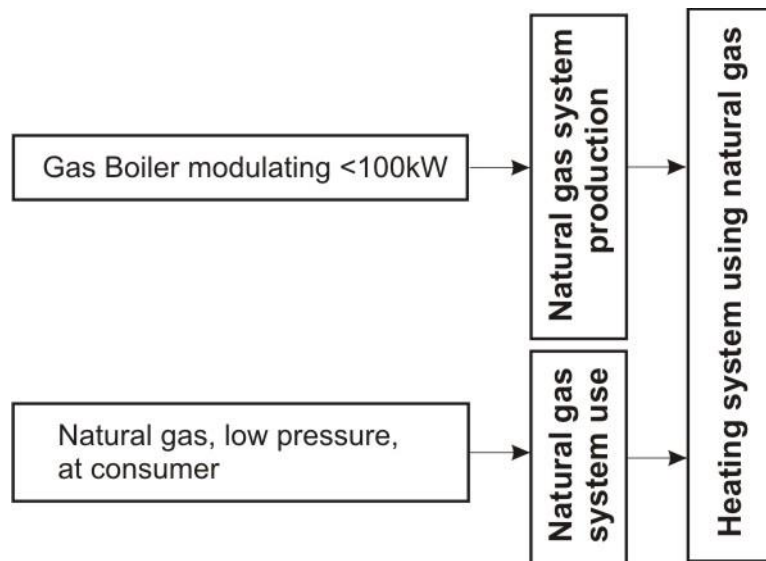 Gas Boiler modulating <100kW
Natural gas system
production
Natural gas, low pressure,
at consumer
Natural gas
system use
Heating system using natural gas